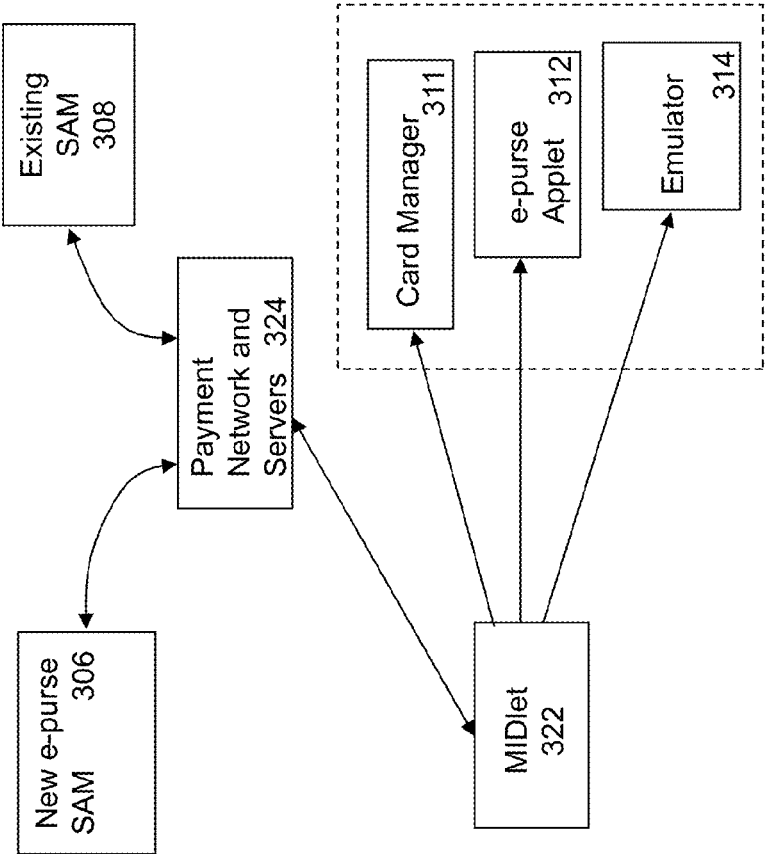 New e-purse
SAM 306
Existing
SAM
308
Payment
Network and
Servers 324
MIDlet
322
Card Manager
311
e-purse
Applet 312
Emulator
314